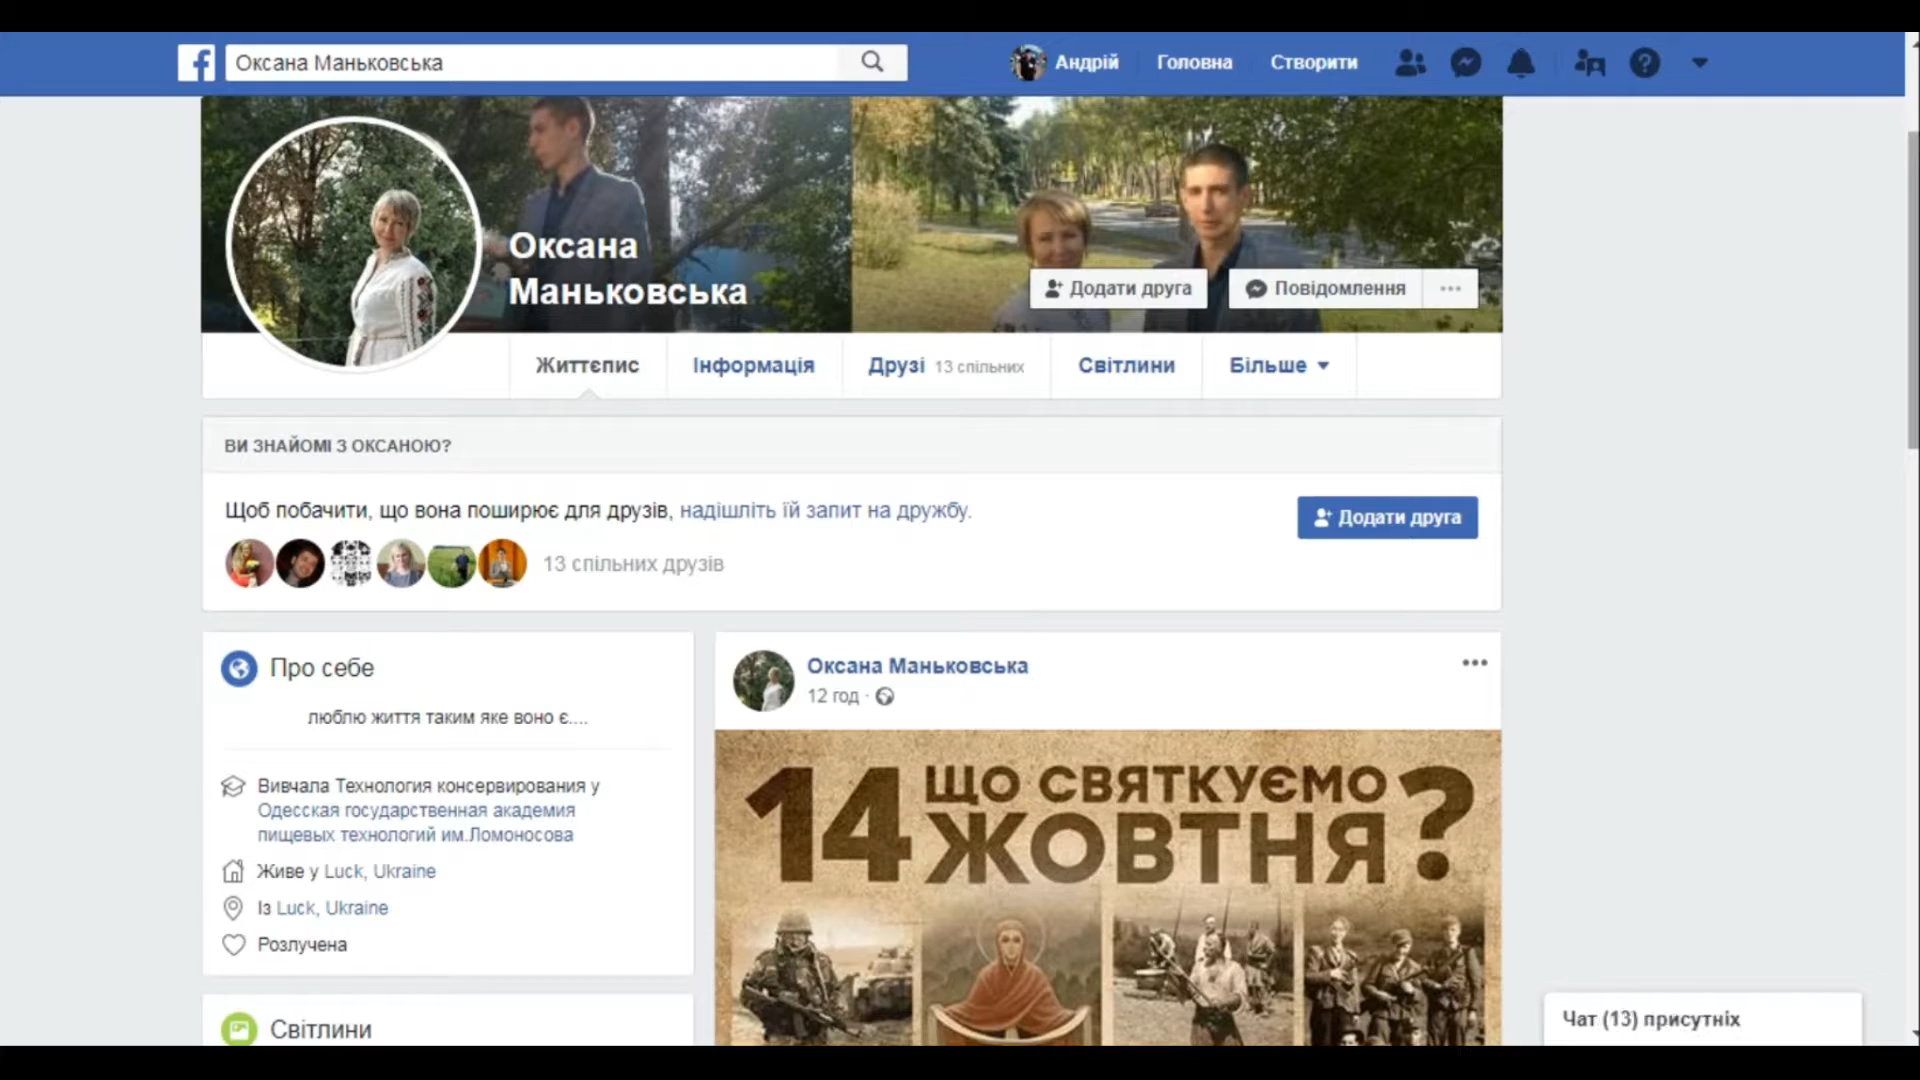 Оксана Маньковська
Андрій
Головна
Створити
Оксана
Маньковська
Додати друга
Повідомлення
Життєпис
Інформація
Друзі 13 спільних
Світлини
Більше
ВИ ЗНАЙОМІ З ОКСАНОЮ?
Щоб побачити, що вона поширює для друзів, надішліть їй запит на дружбу.
Додати друга
13 спільних друзів
Про себе
люблю життя таким яке воно є....
Вивчала Технология консервирования у
Одесская государственная академия
пищевых технологий им.Ломоносова
Живе у Luck, Ukraine
Із Luck, Ukraine
Розлучена
Світлини
Оксана Маньковська
12 год ·
14 ЩО СВЯТКУЄМО
ЖОВТНЯ ?
Чат (13) присутніх